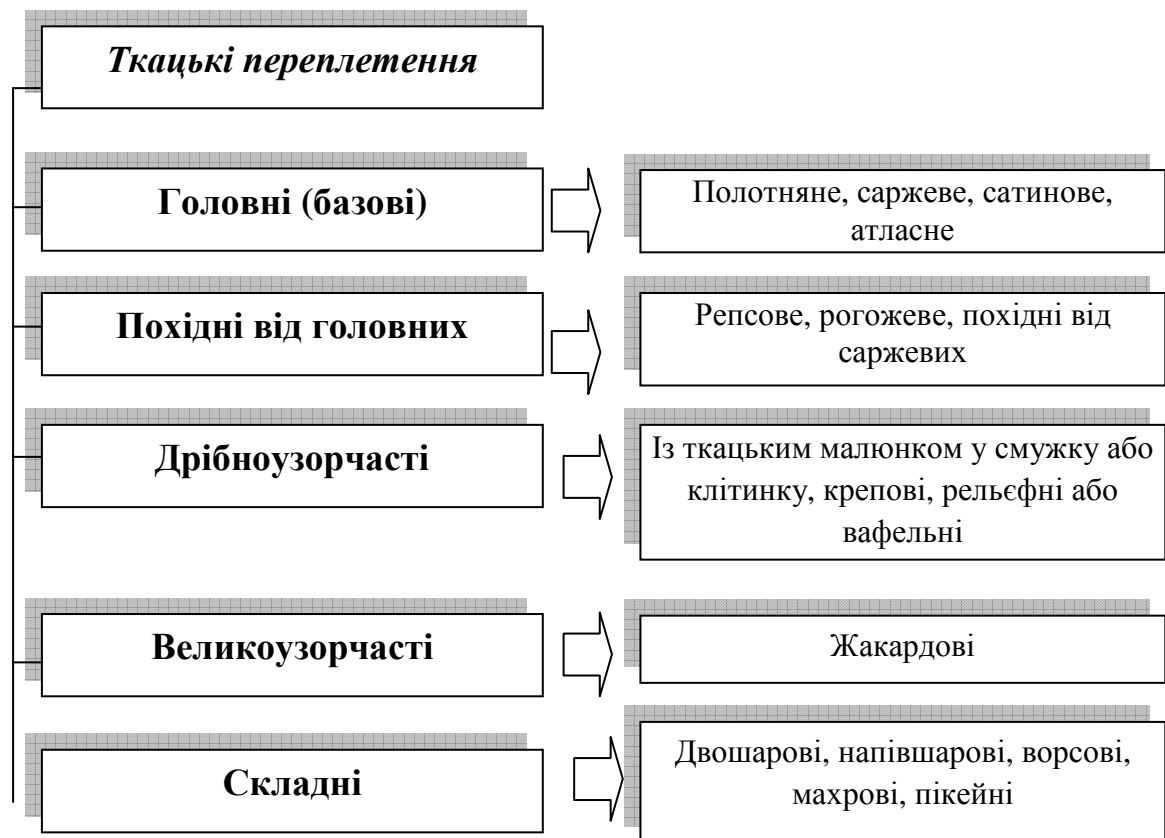 Ткацькі переплетення
Головні (базові)
Полотняне, саржеве, сатинове,
атласне
Похідні від головних
Репсове, рогожеве, похідні від
саржевих
Дрібноузорчасті
Із ткацьким малюнком у смужку або
клітинку, крепові, рельєфні або
вафельні
Великоузорчасті
Жакардові
Складні
Двошарові, напівшарові, ворсові,
махрові, пікейні